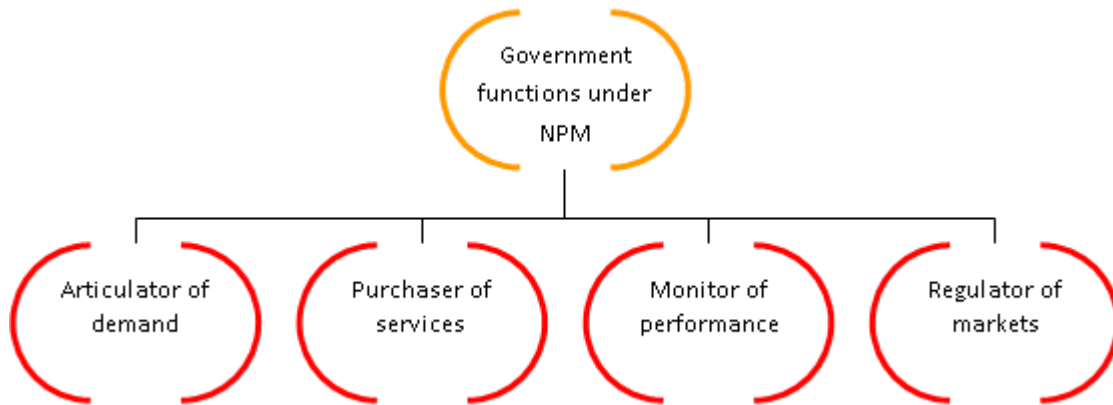 Government
functions under
NPM
Articulator of
demand
Purchaser of
services
Monitor of
performance
Regulator of
markets